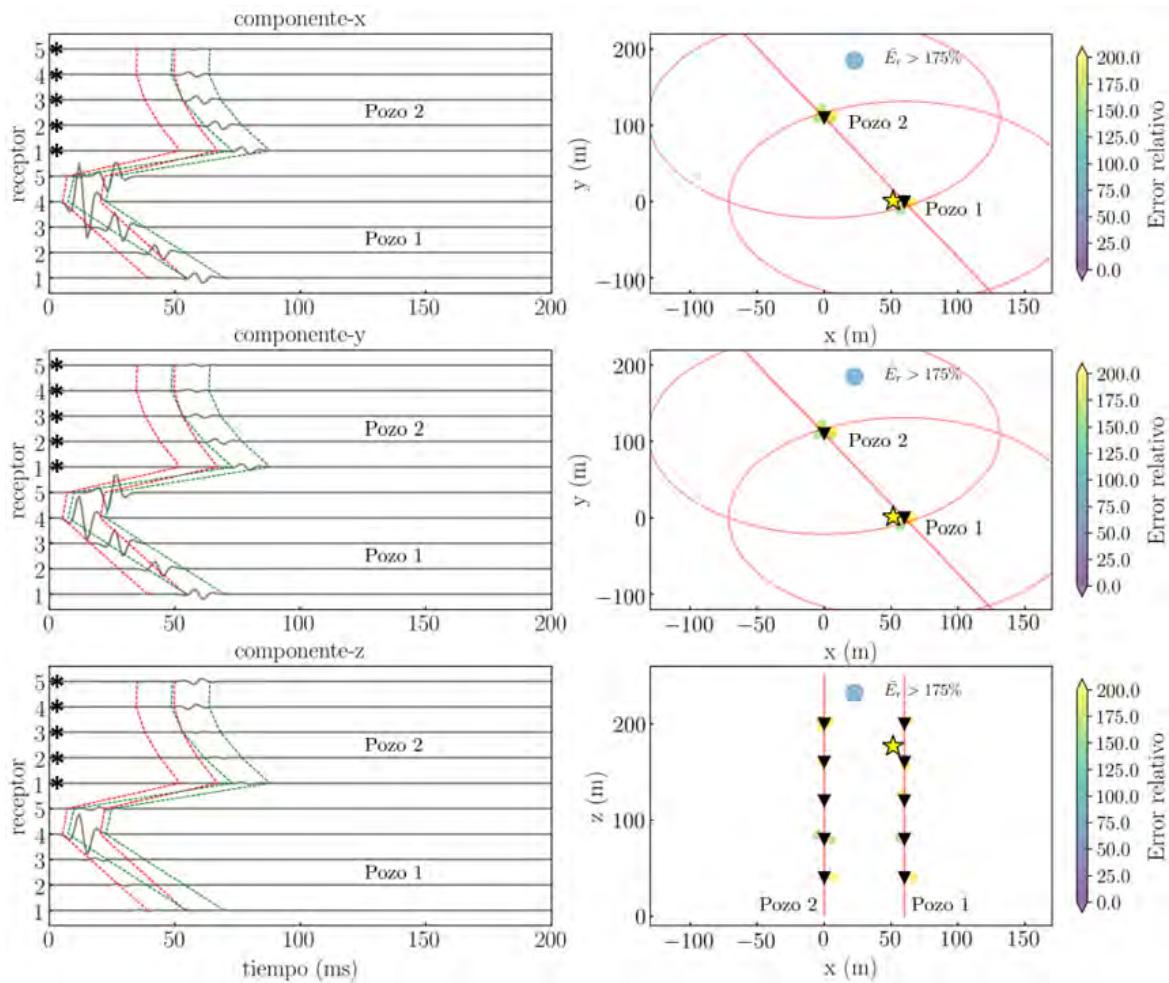 componente-x
receptor
5
4
3
2
1
5
4
3
2
1
*
*
*
*
*
Pozo 2
Pozo 1
0 50 100 150 200
y (m)
200
100
0
−100
Ēr > 175%
Pozo 2
Pozo 1
−100 −50 0 50 100 150
x (m)
200.0
175.0
150.0
125.0
100.0
75.0
50.0
25.0
0.0
Error relativo
componente-y
receptor
5
4
3
2
1
5
4
3
2
1
*
*
*
*
*
Pozo 2
Pozo 1
0 50 100 150 200
y (m)
200
100
0
−100
Ēr > 175%
Pozo 2
Pozo 1
−100 −50 0 50 100 150
x (m)
200.0
175.0
150.0
125.0
100.0
75.0
50.0
25.0
0.0
Error relativo
componente-z
receptor
5
4
3
2
1
5
4
3
2
1
*
*
*
*
*
Pozo 2
Pozo 1
0 50 100 150 200
tiempo (ms)
z (m)
200
100
0
Ēr > 175%
Pozo 2
Pozo 1
−100 −50 0 50 100 150
x (m)
200.0
175.0
150.0
125.0
100.0
75.0
50.0
25.0
0.0
Error relativo